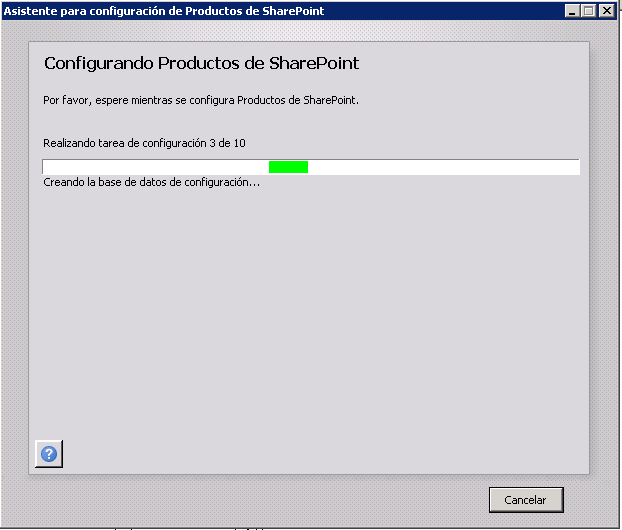 Asistente para configuración de Productos de SharePoint
Configurando Productos de SharePoint
Por favor, espere mientras se configura Productos de SharePoint.
Realizando tarea de configuración 3 de 10
Creando la base de datos de configuración...
?
Cancelar